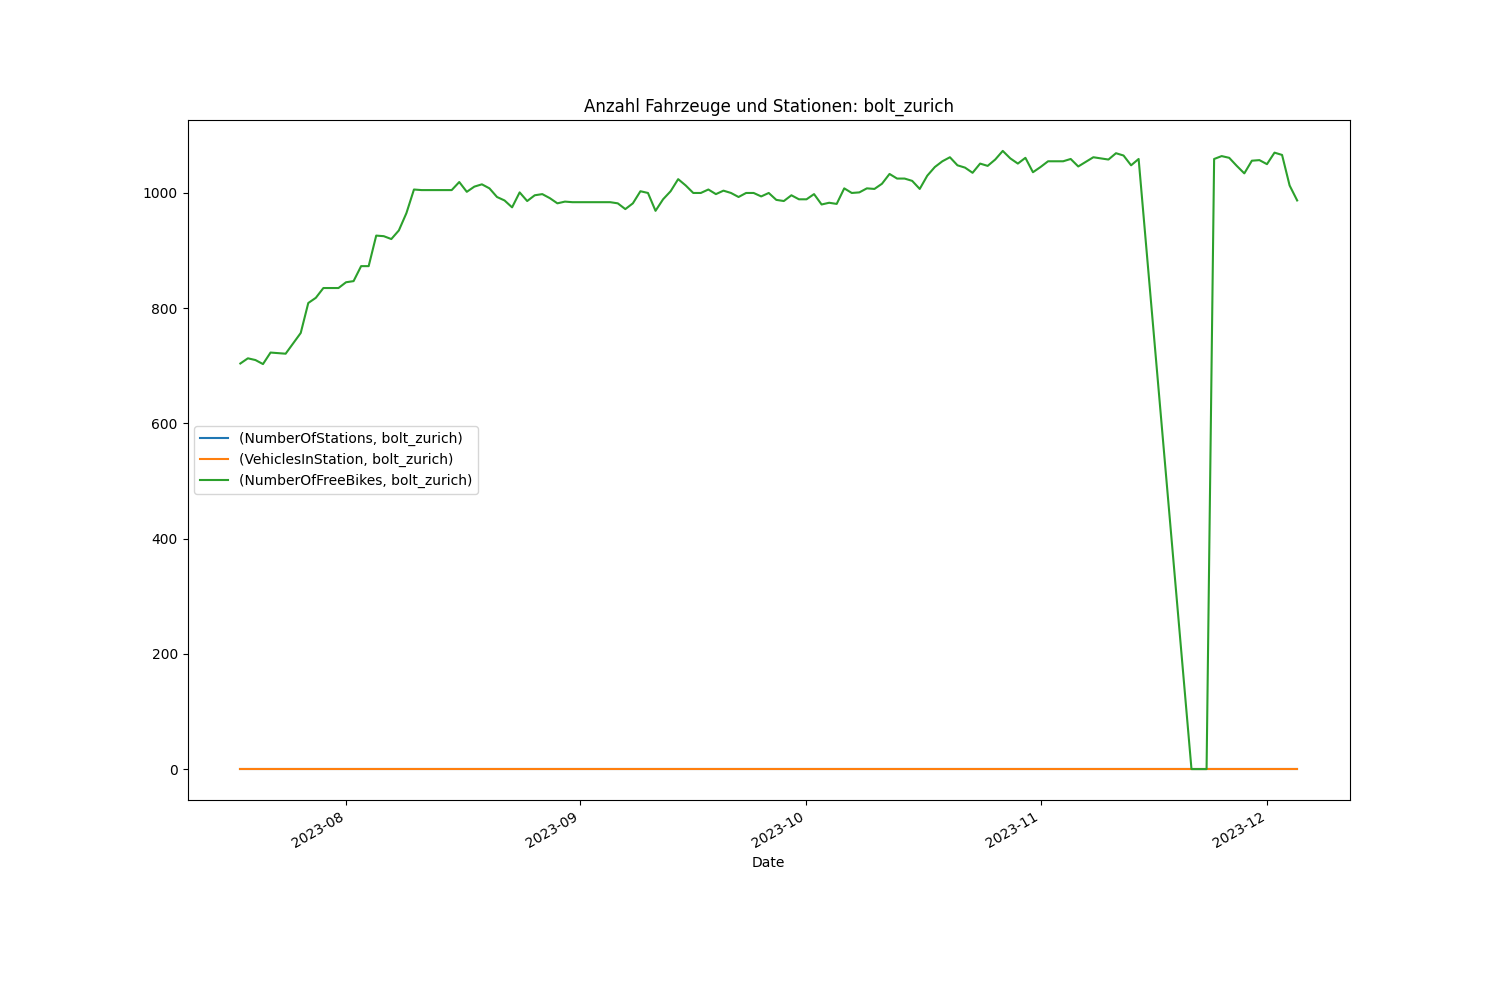 Anzahl Fahrzeuge und Stationen: bolt_zurich
1000
800
600
400
200
0
(NumberOfStations, bolt_zurich)
(VehiclesInStation, bolt_zurich)
(NumberOfFreeBikes, bolt_zurich)
2023-08
2023-09
2023-10
2023-11
2023-12
Date